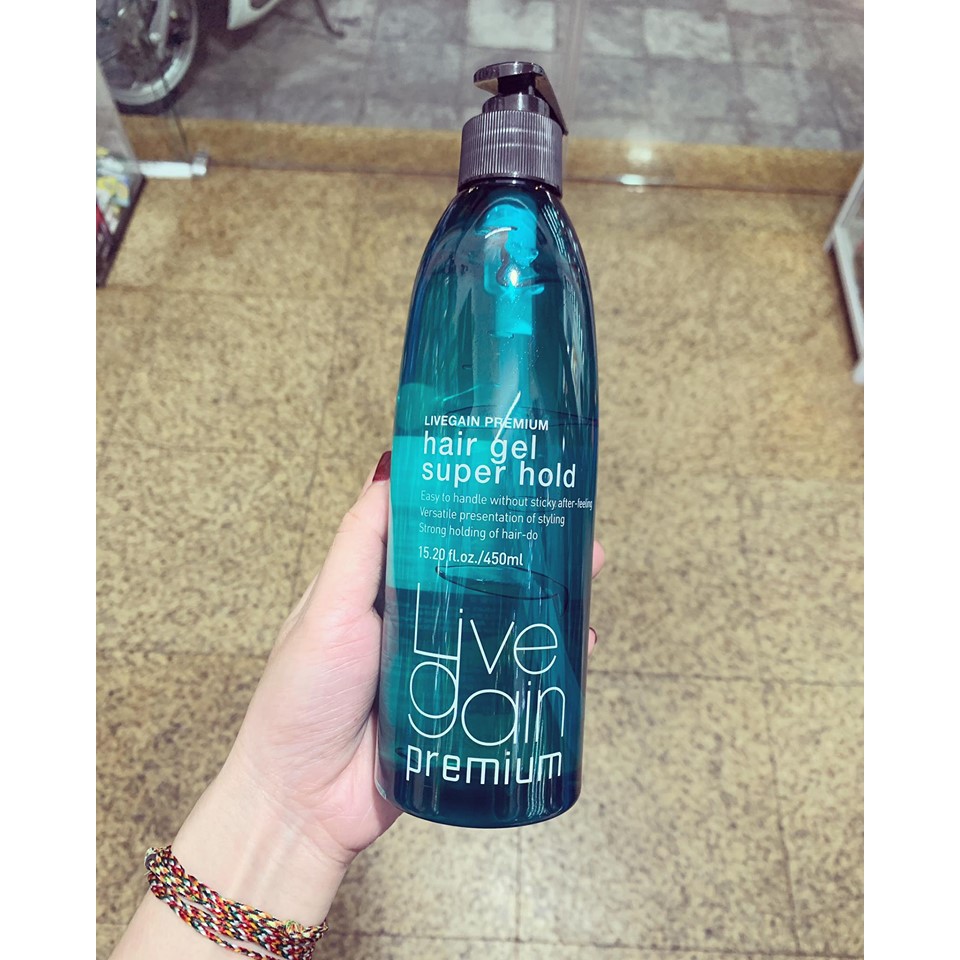 LIVEGAIN PREMIUM
hair gel
super hold
Easy to handle without sticky after-feeling
Versatile presentation of styling
Strong holding of hair-do
15.20 fl.oz./450ml
Live
gain
premium